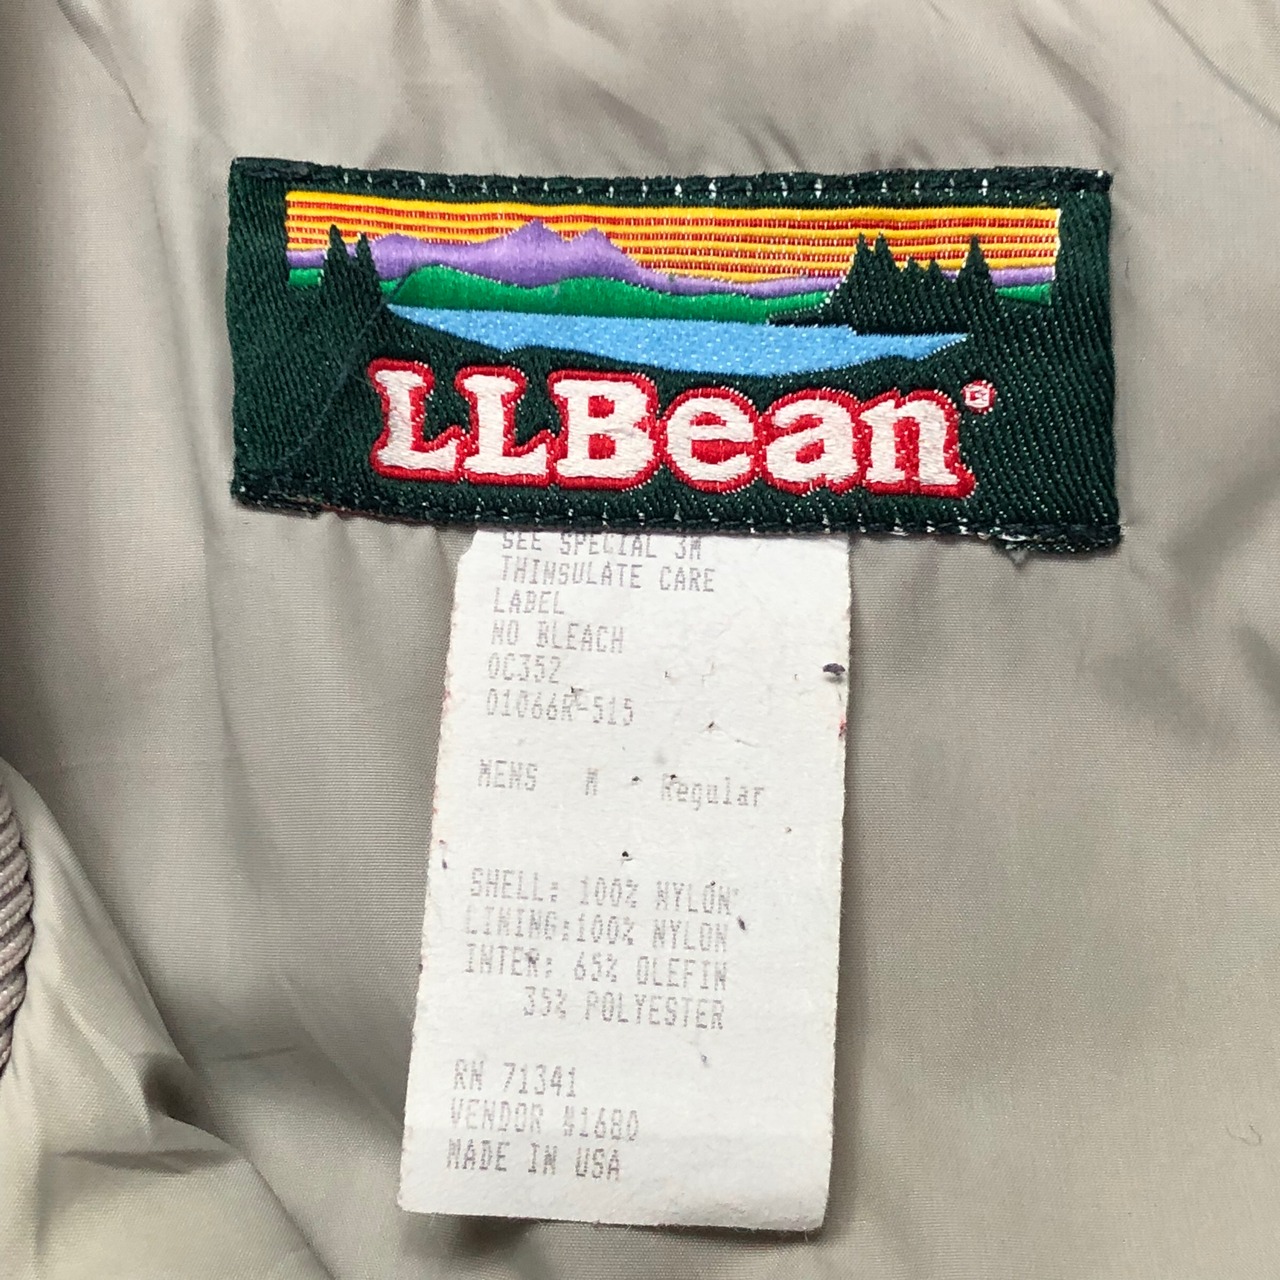 LLBean®
SEE SPECIAL 3M
THINSULATE CARE
LABEL
NO BLEACH
0C352
01066R-515
MENS M - Regular
SHELL: 100% NYLON
LINING:100% NYLON
INTER: 65% OLEFIN
35% POLYESTER
RN 71341
VENDOR #1680
MADE IN USA